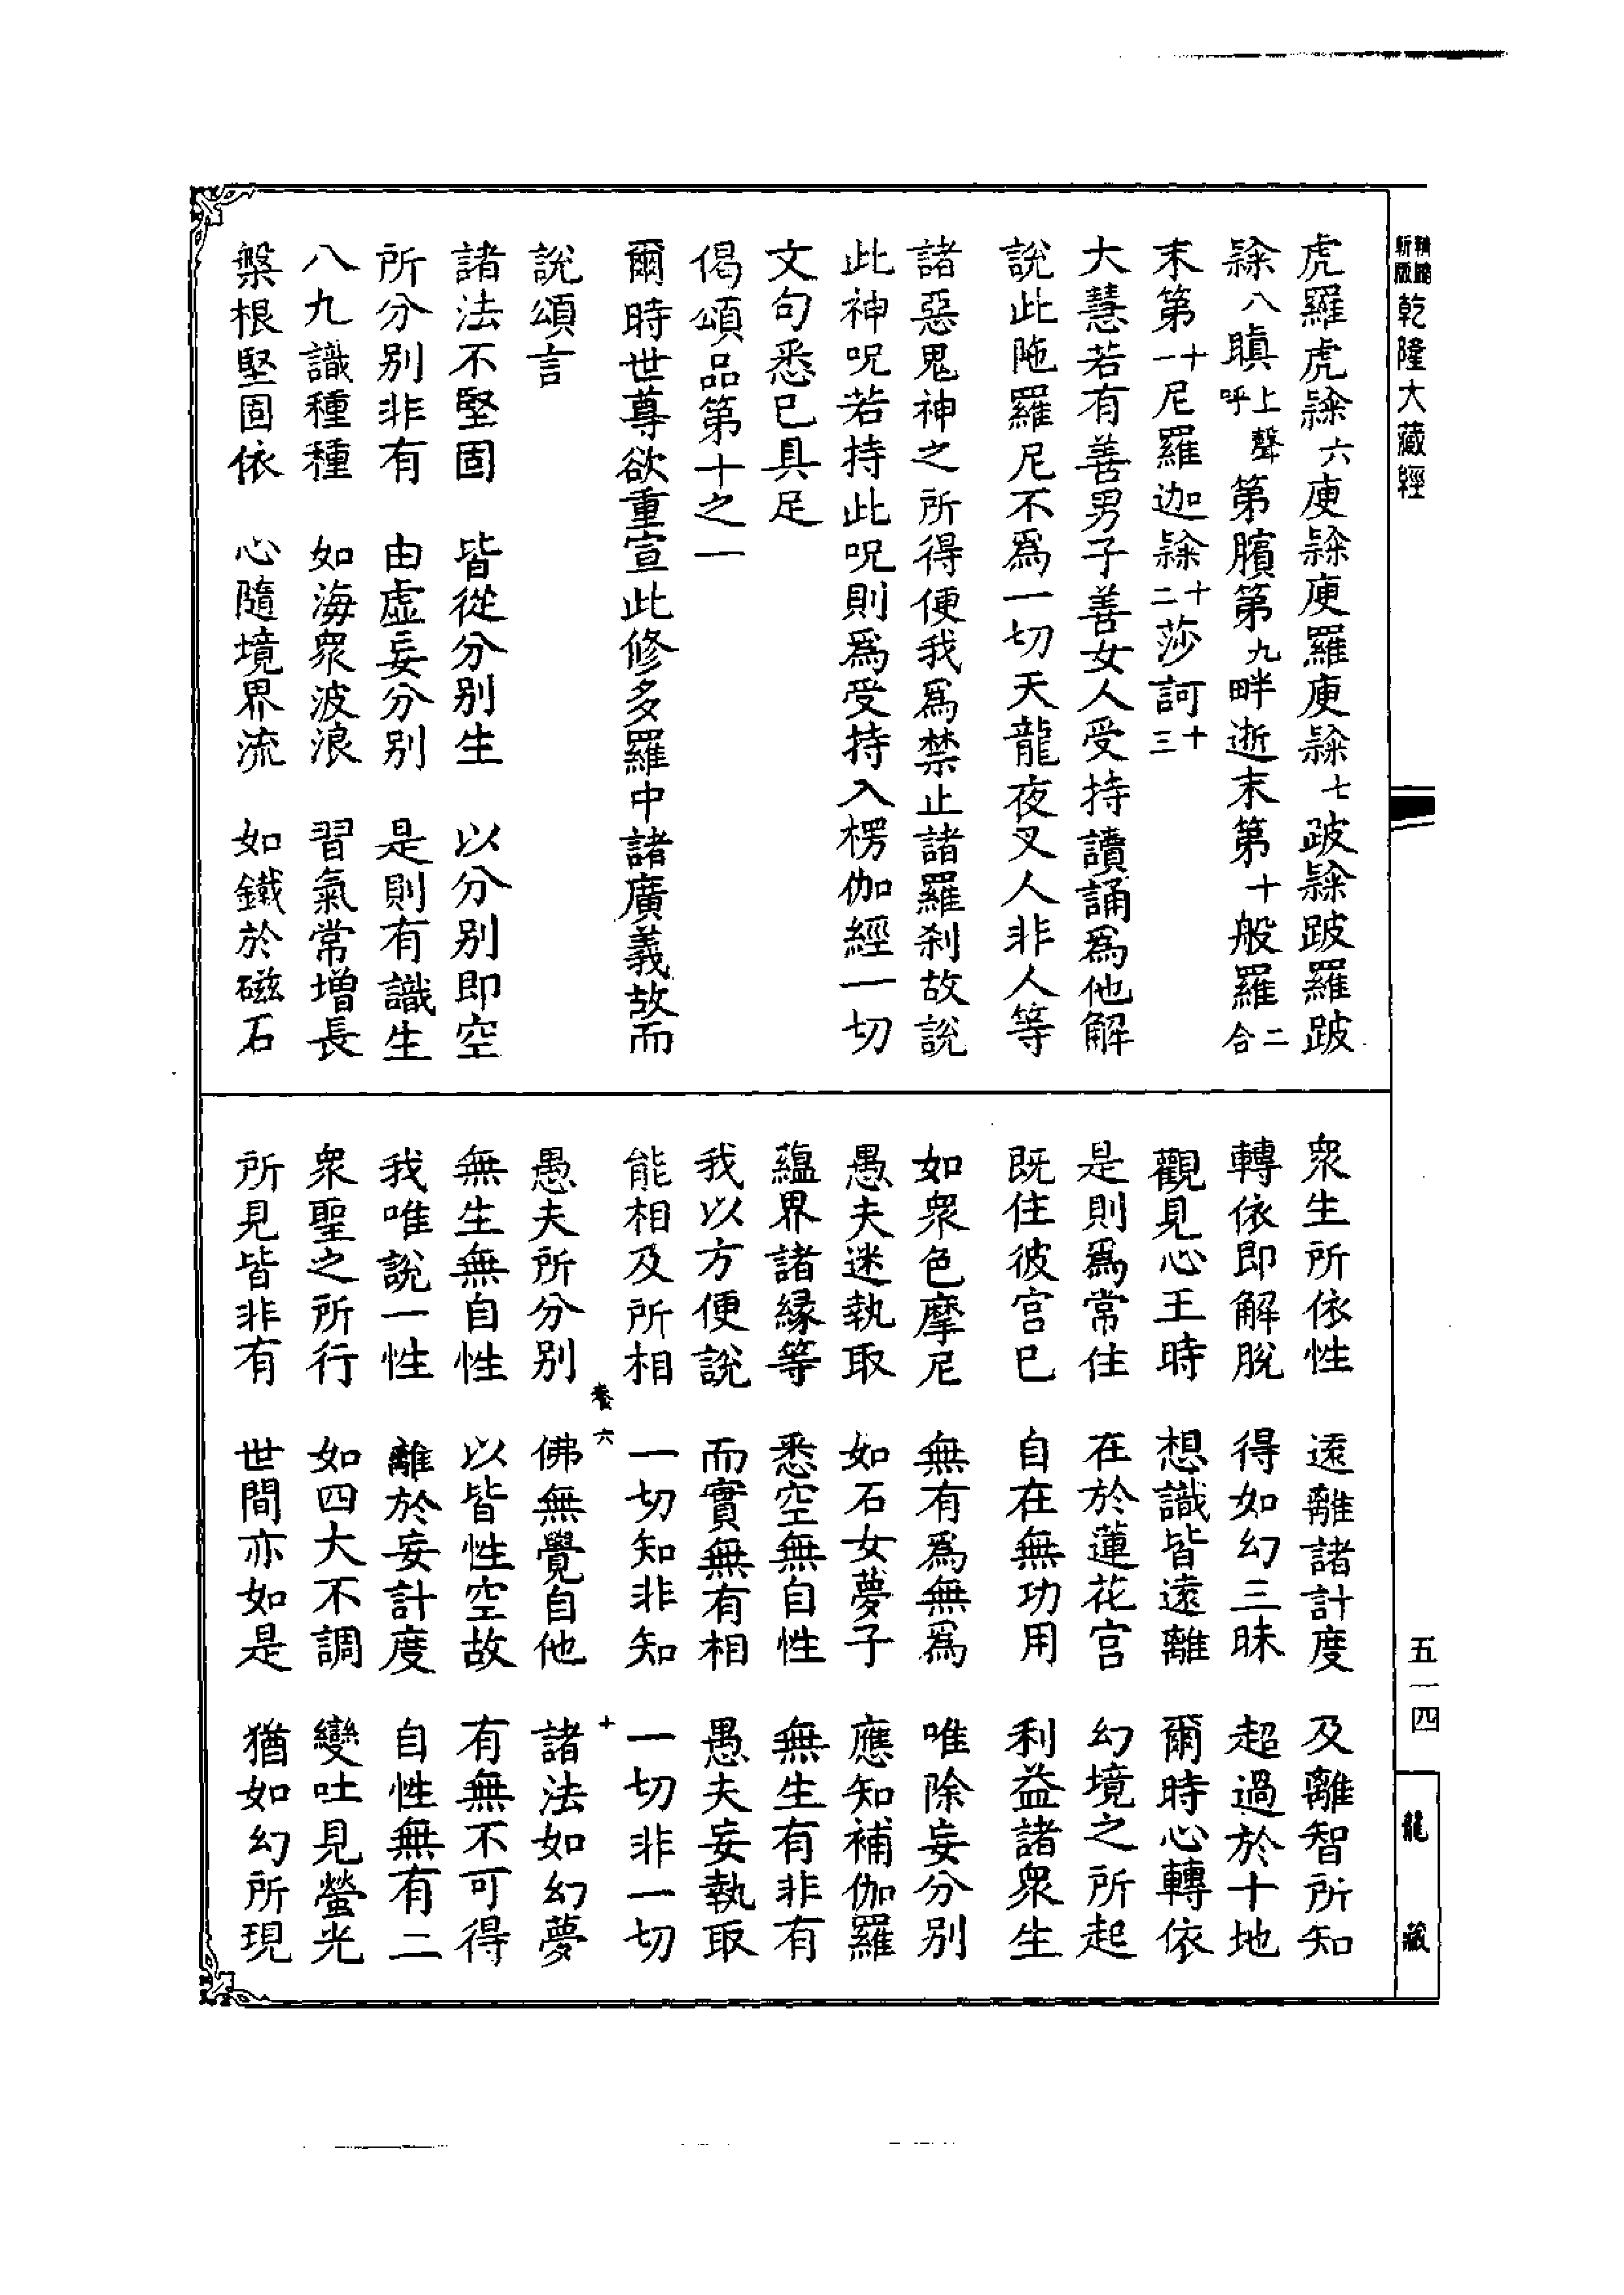 乾隆大藏經
虎羅虎㘑六庾㘑庾羅庾㘑七跛㘑跛羅跛
㘑八瞋上聲呼第臏第九畔逝末第十般羅二合
末第十一尼羅迦㘑十二莎訶十三
大慧若有善男子善女人受持讀誦爲他解
說此陁羅尼不爲一切天龍夜叉人非人等
諸惡鬼神之所得便我爲禁止諸羅刹故說
此神呪若持此呪則爲受持入楞伽經一切
文句悉已具足
偈頌品第十之一
爾時世尊欲重宣此修多羅中諸廣義故而
說頌言
諸法不堅固 皆從分别生 以分别即空
所分别非有 由虛妄分别 是則有識生
八九識種種 如海衆波浪 習氣常增長
槃根堅固依 心隨境界流 如鐵於磁石
衆生所依性 遠離諸計度 及離智所知
轉依即解脫 得如幻三昧 超過於十地
觀見心王時 想識皆遠離 爾時心轉依
是則爲常住 在於蓮花宮 幻境之所起
既住彼宮已 自在無功用 利益諸衆生
如衆色摩尼 無有爲無爲 唯除妄分别
愚夫迷執取 如石女夢子 應知補伽羅
蘊界諸緣等 悉空無自性 無生有非有
我以方便說 而實無有相 愚夫妄執取
能相及所相 一切知非知 一切非一切
卷六 十
愚夫所分别 佛無覺自他 諸法如幻夢
無生無自性 以皆性空故 有無不可得
我唯說一性 離於妄計度 自性無有二
衆聖之所行 如四大不調 變吐見螢光
所見皆非有 世間亦如是 猶如幻所現
五一四
龍藏